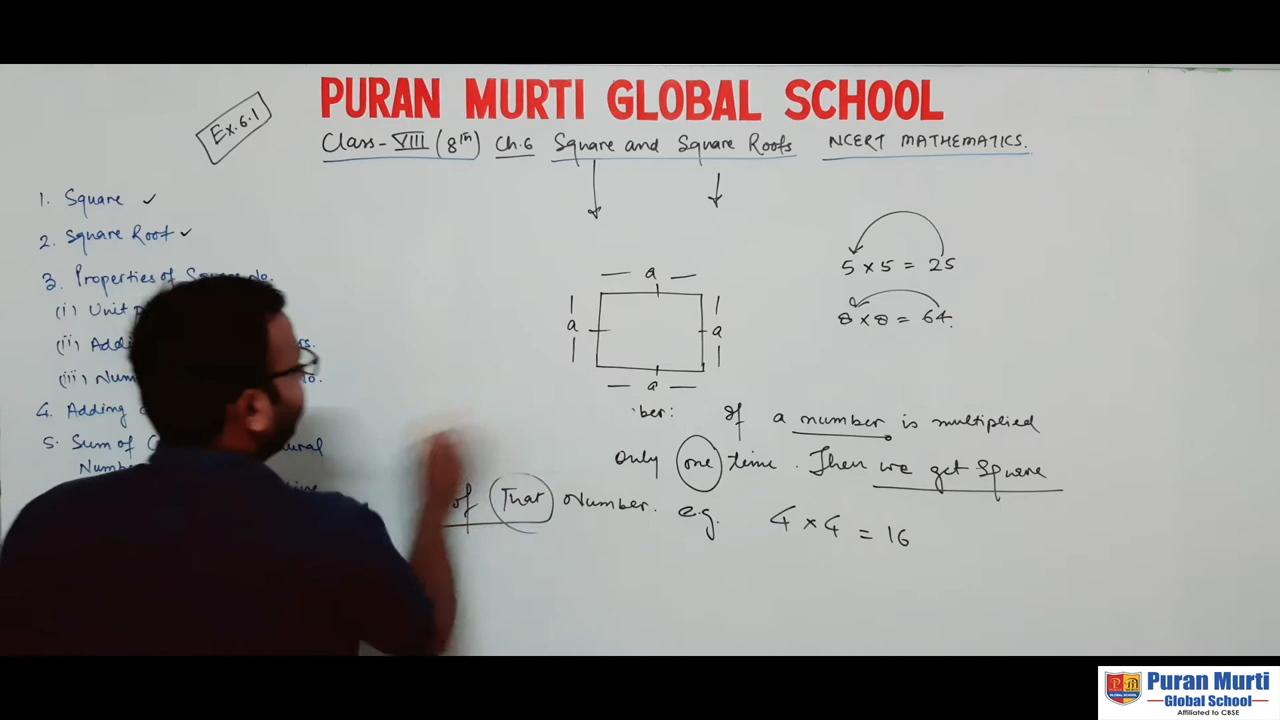 PURAN MURTI GLOBAL SCHOOL
Ex.6.1
Class-VIII (8th) Ch.6 Square and Square Roots NCERT MATHEMATICS.
1. Square ✓
2. Square Root ✓
3. Properties of No.
(i) Unit
(ii)
(iii)
4. Adding
5. Sum of
a
a
a
a
5 × 5 = 25
8 × 8 = 64.
ber: If a number is multiplied
only one time. Then we get Square
of That Number. e.g. 4 × 4 = 16
Puran Murti
Global School
Affiliated to CBSE